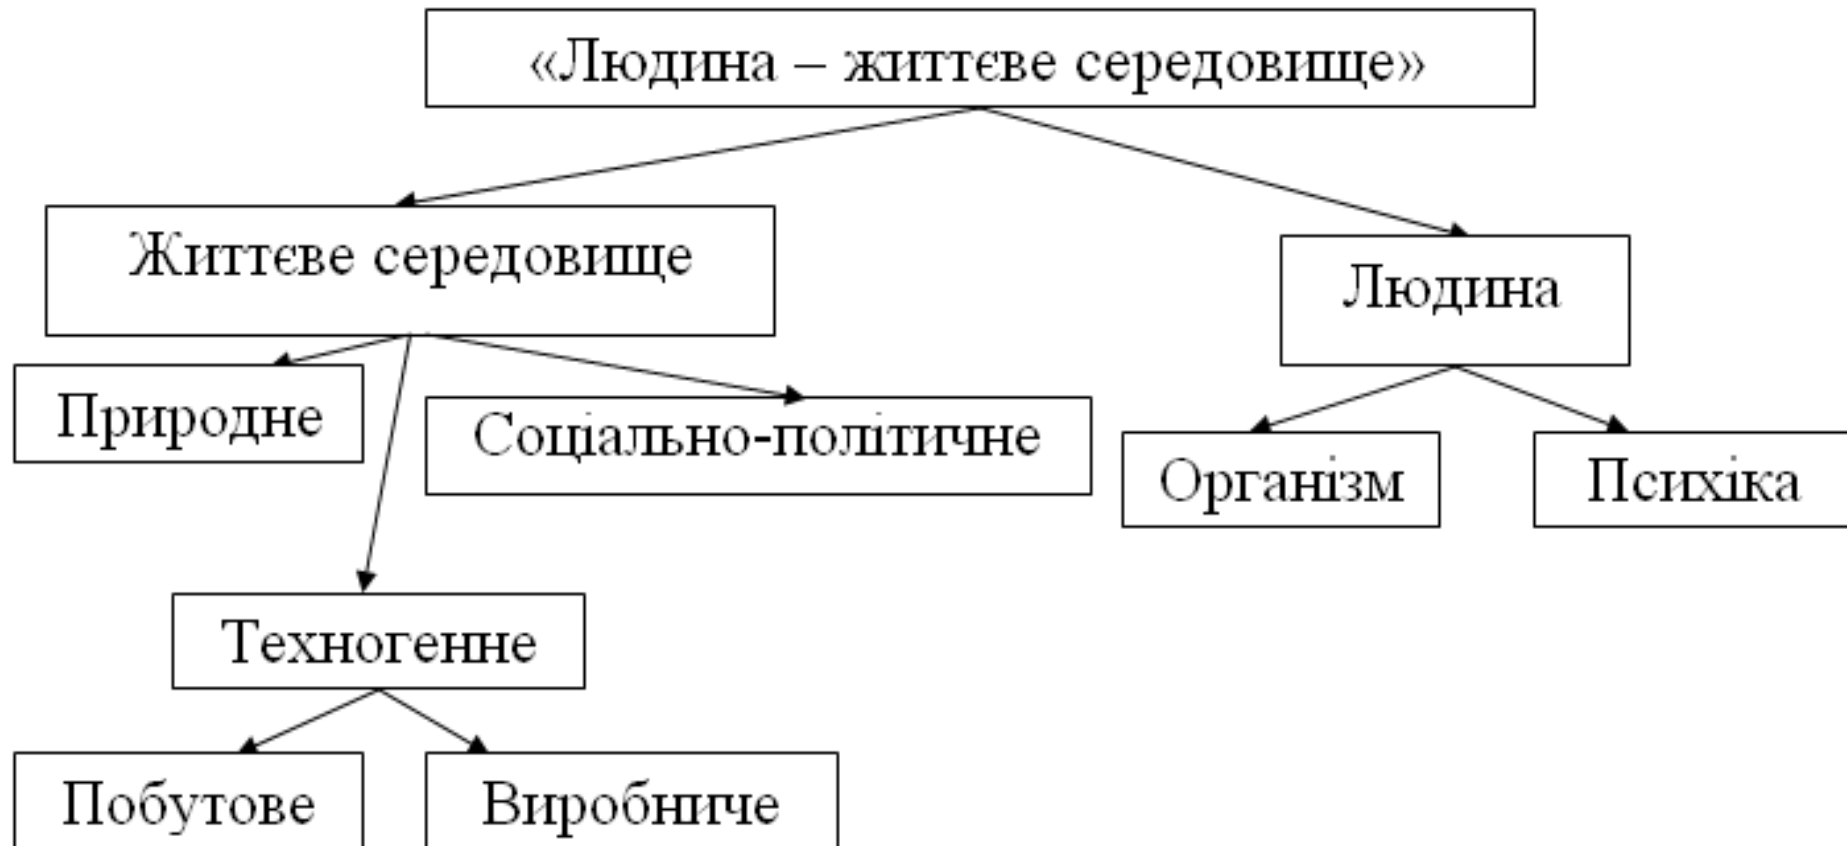 «Людина – життєве середовище»
Життєве середовище
Людина
Природне
Соціально-політичне
Організм
Психіка
Техногенне
Побутове
Виробниче